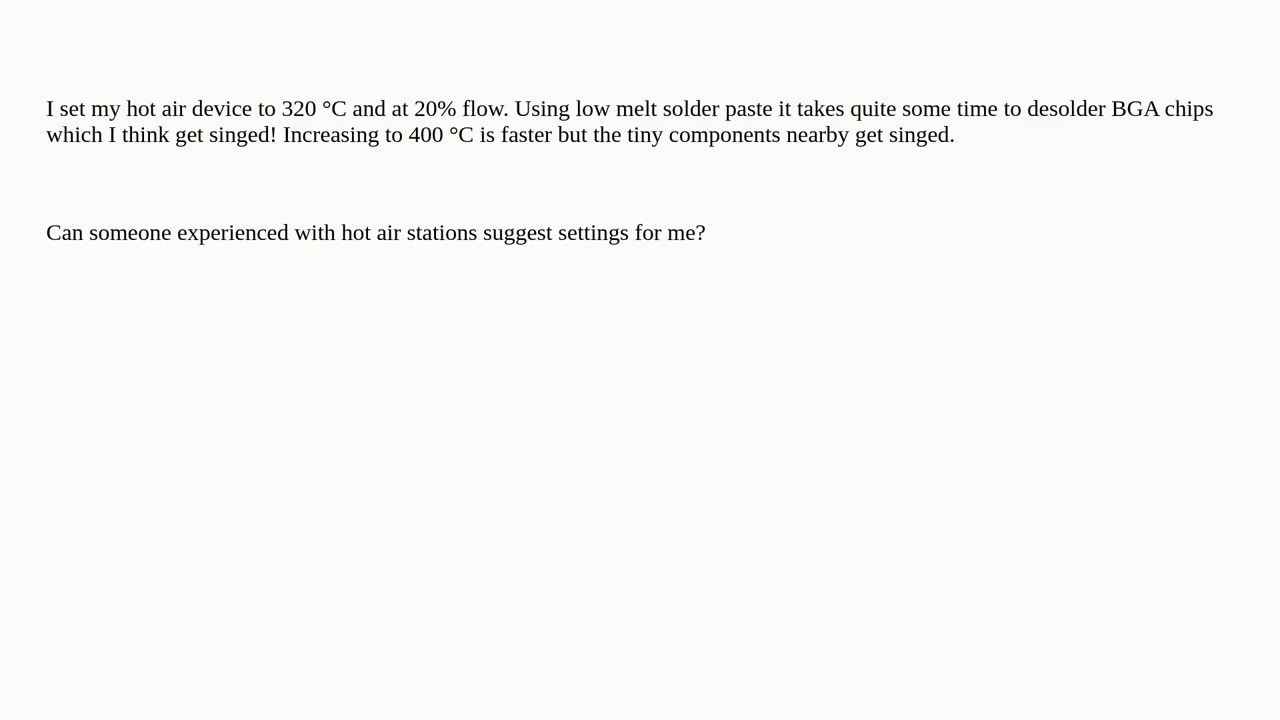 I set my hot air device to 320 °C and at 20% flow. Using low melt solder paste it takes quite some time to desolder BGA chips
which I think get singed! Increasing to 400 °C is faster but the tiny components nearby get singed.
Can someone experienced with hot air stations suggest settings for me?